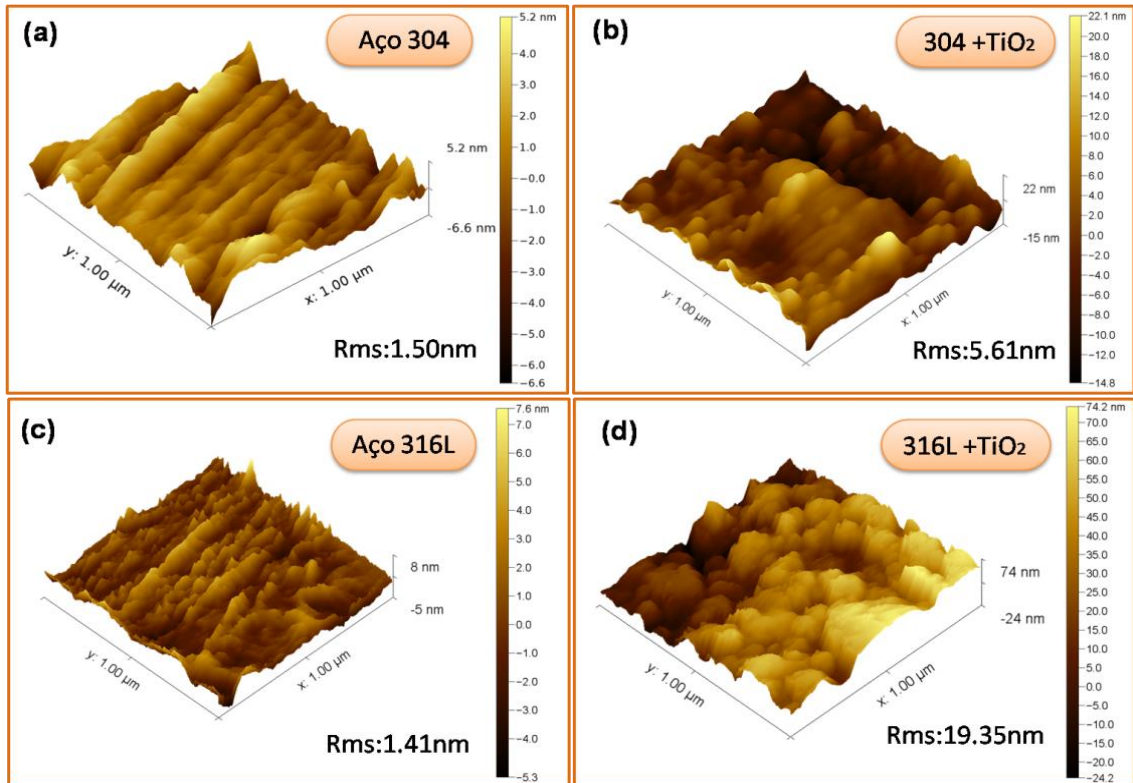 (a)
Aço 304
5.2 nm
4.0
3.0
2.0
1.0
−0.0
−1.0
−2.0
−3.0
−4.0
−5.0
−6.0
−6.6
5.2 nm
-6.6 nm
y: 1.00 µm
x: 1.00 µm
Rms:1.50nm
(b)
304 +TiO₂
22.1 nm
20.0
18.0
16.0
14.0
12.0
10.0
8.0
6.0
4.0
2.0
0.0
−2.0
−4.0
−6.0
−8.0
−10.0
−12.0
−14.8
22 nm
-15 nm
y: 1.00 µm
x: 1.00 µm
Rms:5.61nm
(c)
Aço 316L
7.6 nm
7.0
6.0
5.0
4.0
3.0
2.0
1.0
0.0
−1.0
−2.0
−3.0
−4.0
−5.3
8 nm
-5 nm
y: 1.00 µm
x: 1.00 µm
Rms:1.41nm
(d)
316L +TiO₂
74.2 nm
70.0
65.0
60.0
55.0
50.0
45.0
40.0
35.0
30.0
25.0
20.0
15.0
10.0
5.0
0.0
−5.0
−10.0
−15.0
−20.0
−24.2
74 nm
-24 nm
y: 1.00 µm
x: 1.00 µm
Rms:19.35nm